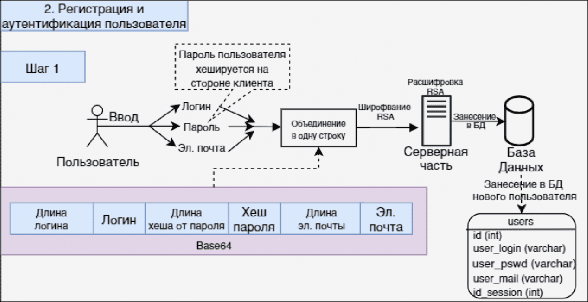 2. Регистрация и
аутентификация пользователя
Шаг 1
Пароль пользователя
хешируется на
стороне клиента
Ввод
Логин
Пароль
Эл. почта
Пользователь
Объединение
в одну строку
Широфвание
RSA
Расшифровка
RSA
Серверная
часть
Занесение
в БД
База
Данных
Занесение в БД
нового пользователя
Длина
логина
Логин
Длина
хеша от пароля
Хеш
пароля
Длина
эл. почты
Эл.
почта
Base64
users
id (int)
user_login (varchar)
user_pswd (varchar)
user_mail (varchar)
id_session (int)